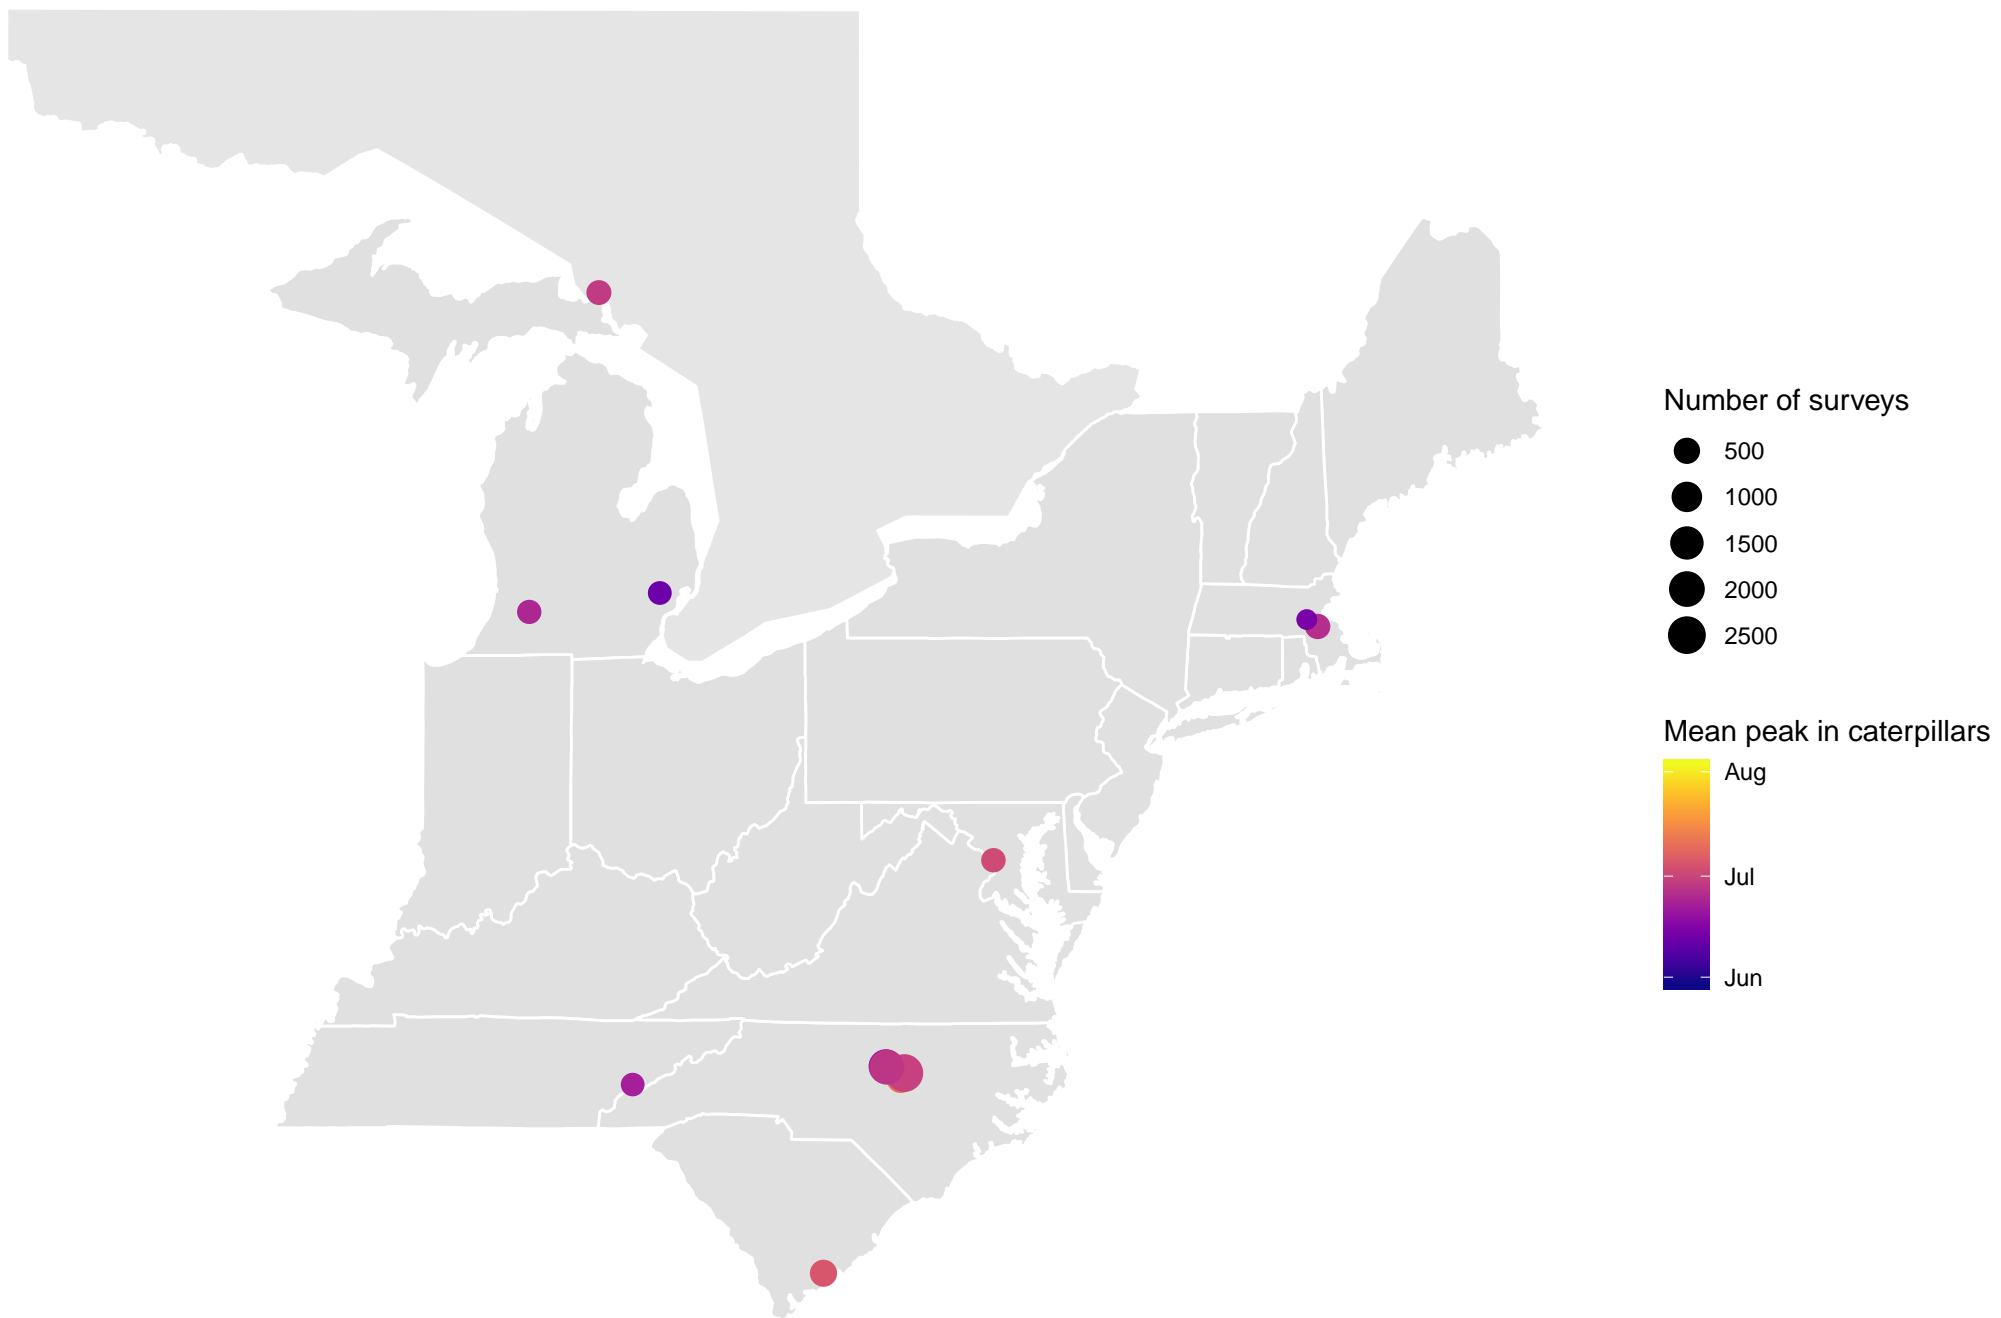 Number of surveys
500
1000
1500
2000
2500
Mean peak in caterpillars
Aug
Jul
Jun